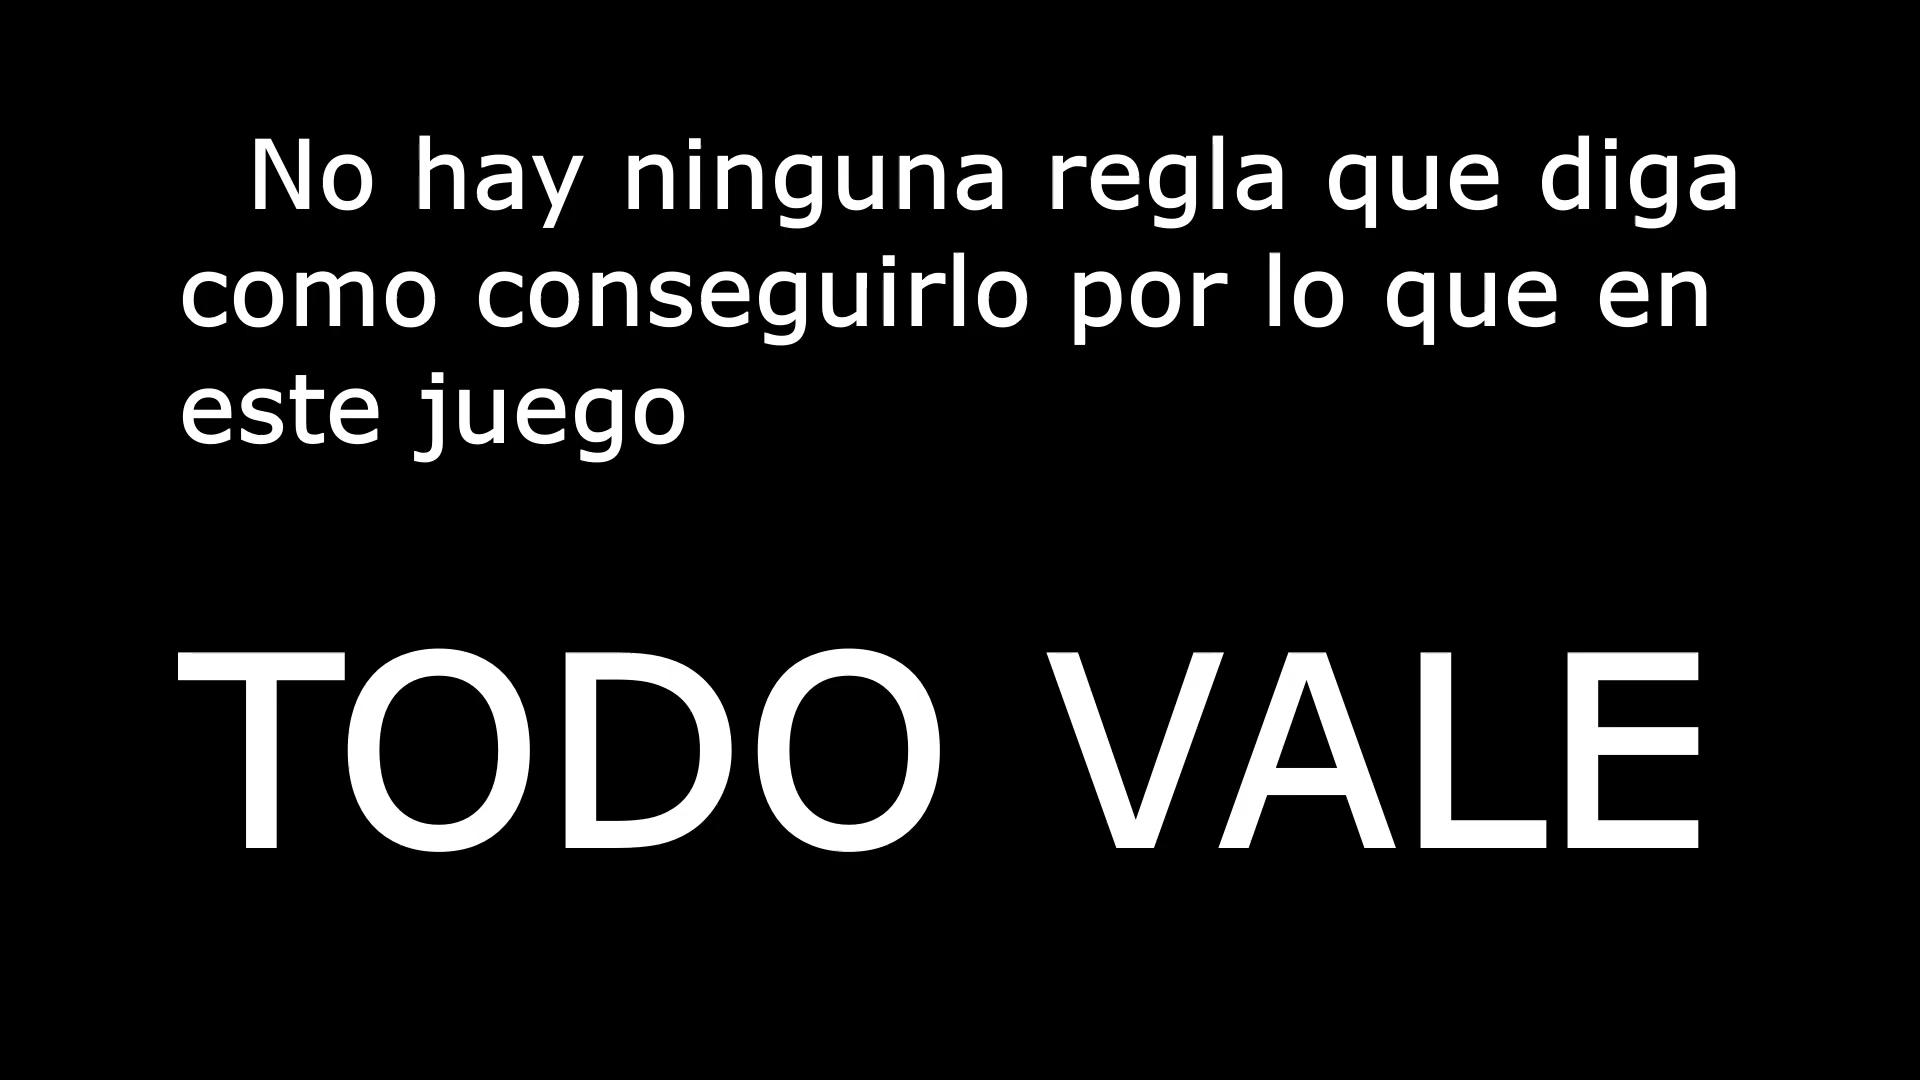 No hay ninguna regla que diga
como conseguirlo por lo que en
este juego
TODO VALE